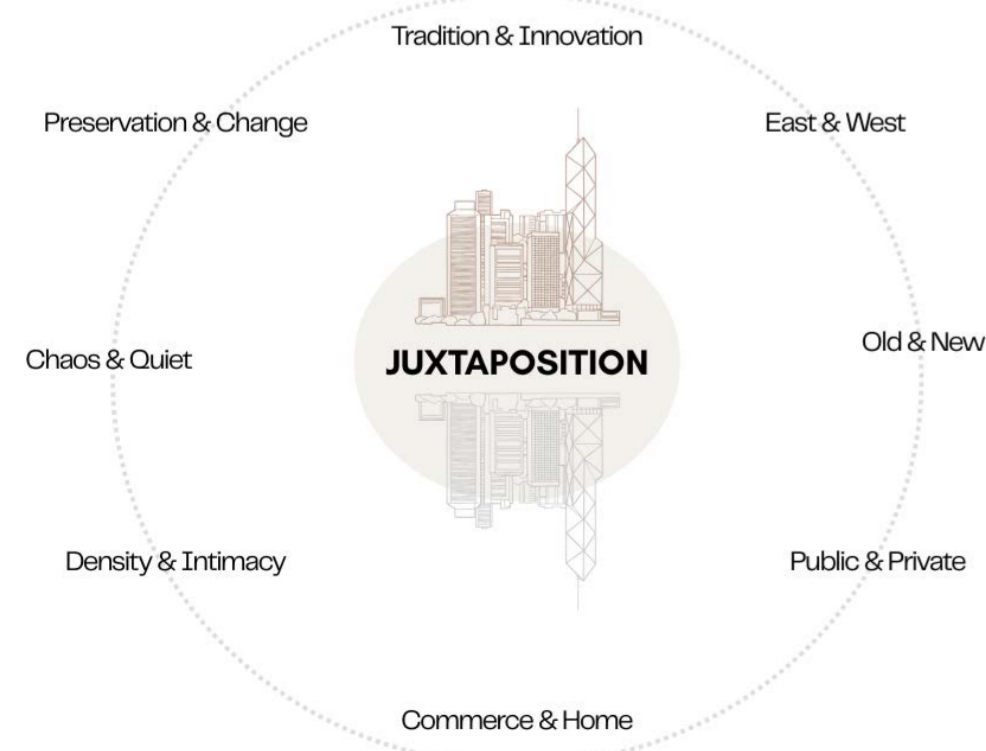 Tradition & Innovation
Preservation & Change
East & West
JUXTAPOSITION
Old & New
Chaos & Quiet
Density & Intimacy
Public & Private
Commerce & Home